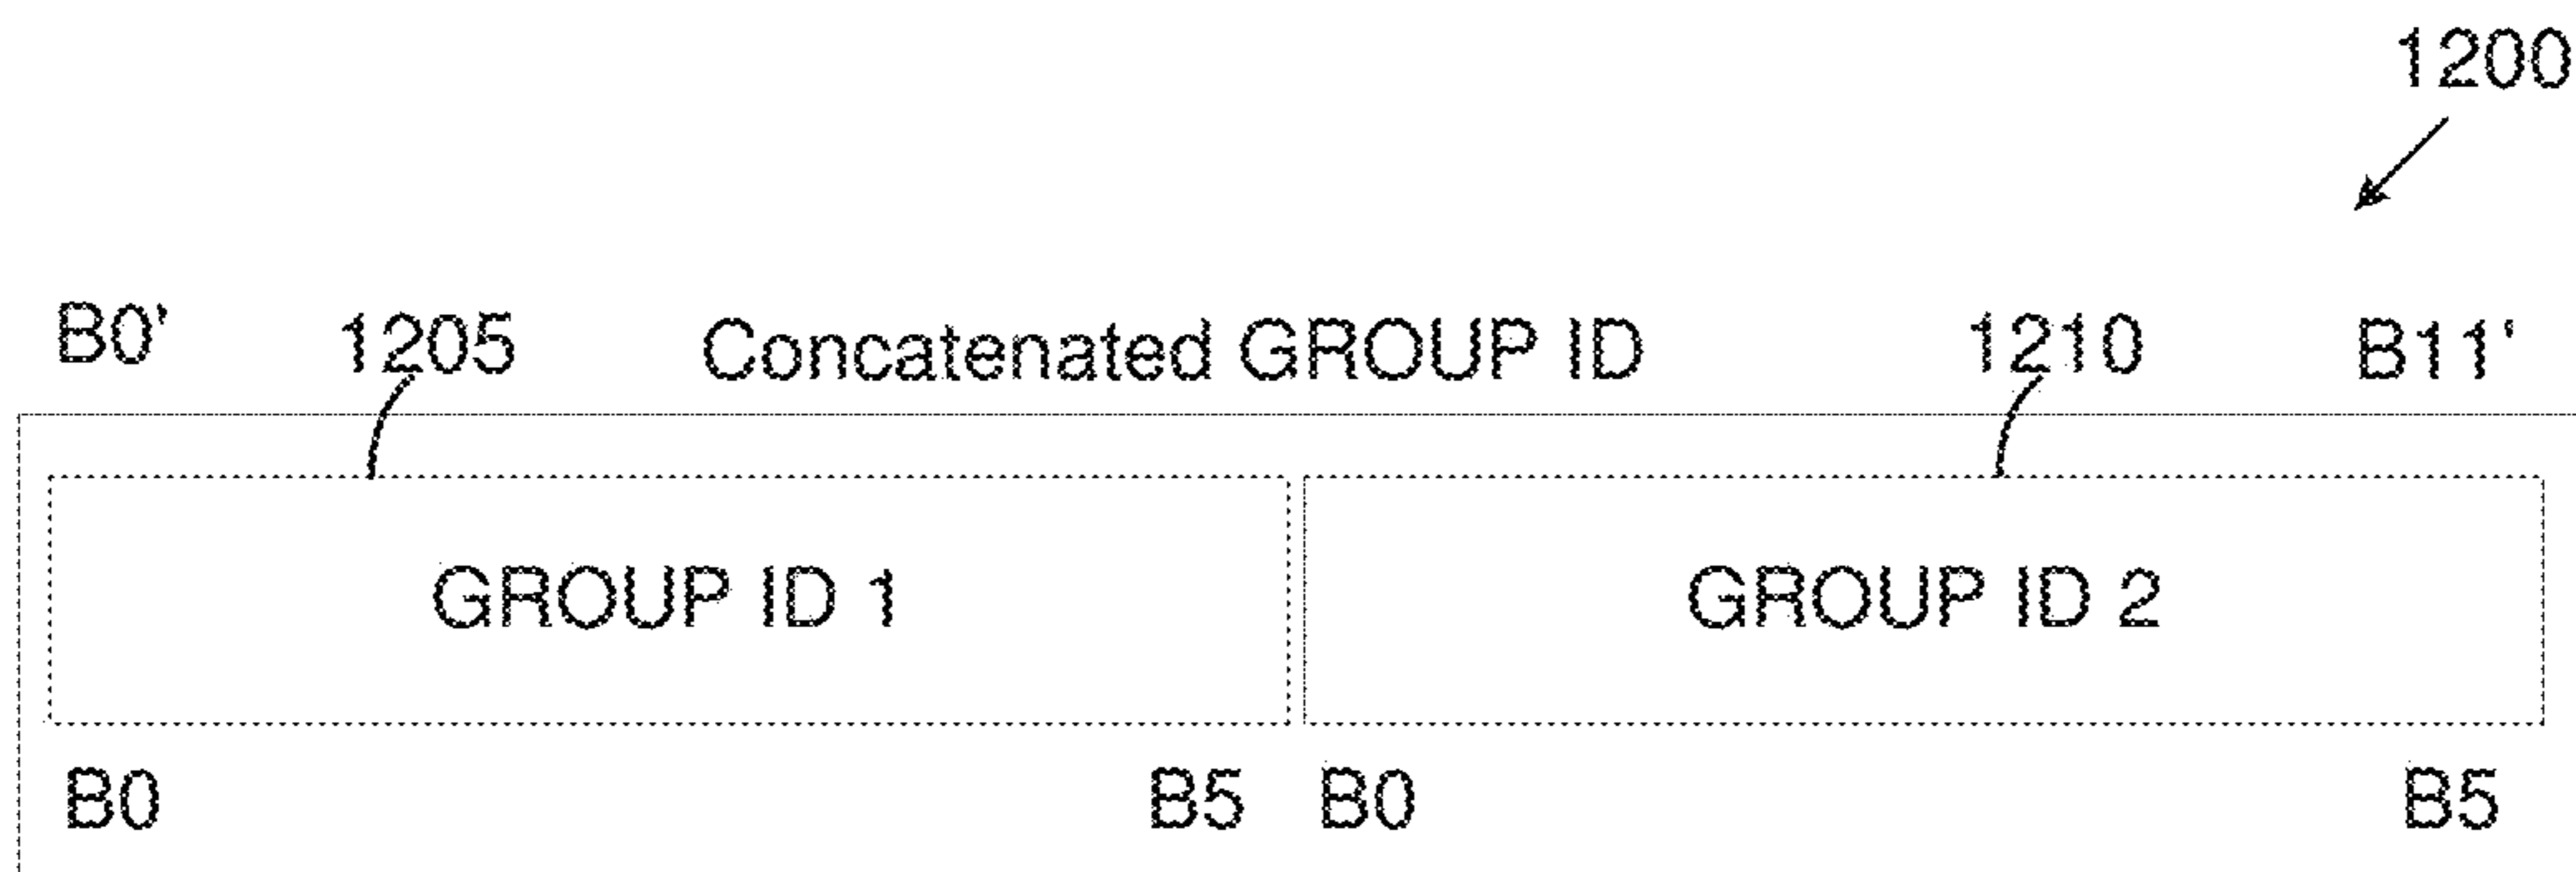 1200
B0' 1205 Concatenated GROUP ID 1210 B11'
GROUP ID 1 GROUP ID 2
B0 B5 B0 B5